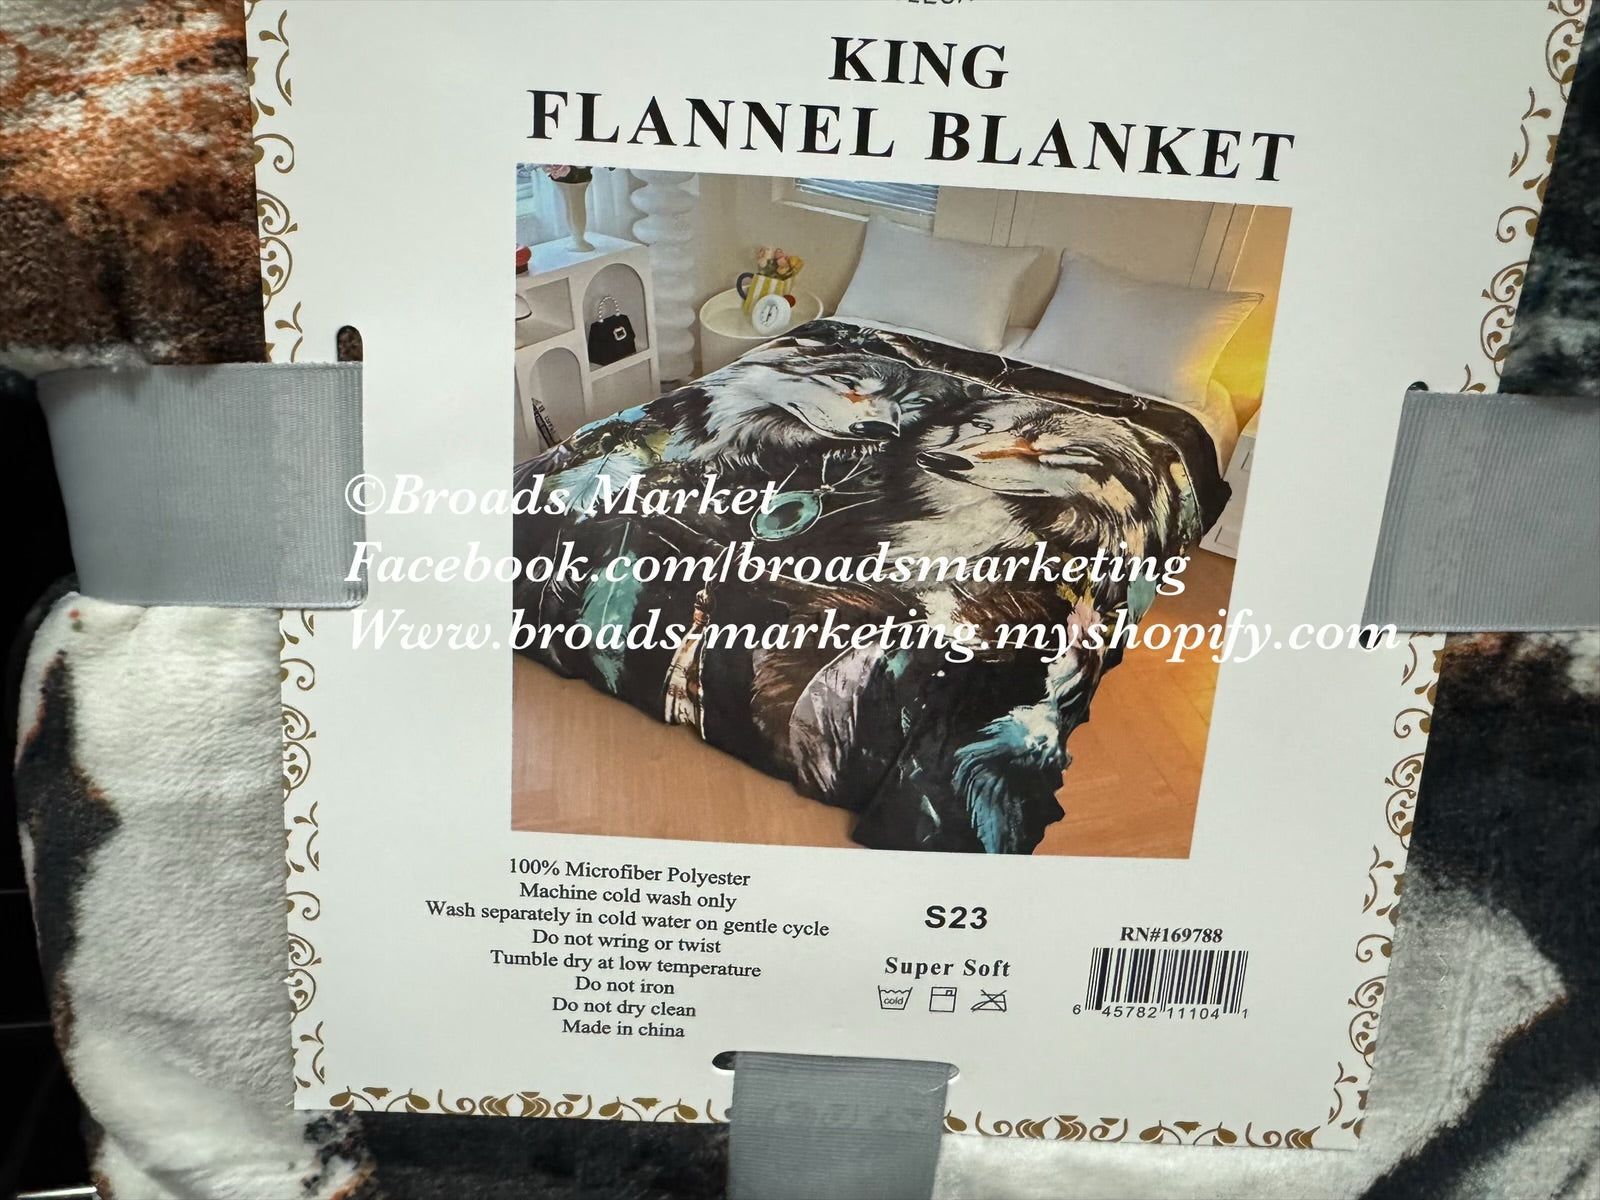 KING
FLANNEL BLANKET
©Broads Market
Facebook.com/broadsmarketing
Www.broads-marketing.myshopify.com
100% Microfiber Polyester
Machine cold wash only
Wash separately in cold water on gentle cycle
Do not wring or twist
Tumble dry at low temperature
Do not iron
Do not dry clean
Made in china
S23
Super Soft
cold
RN#169788
6 45782 11104 1